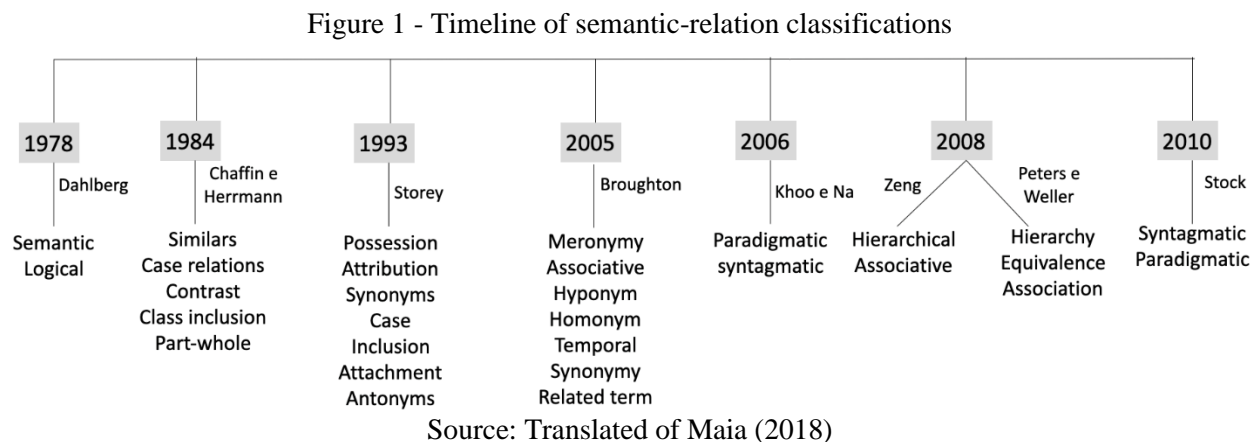 Figure 1 - Timeline of semantic-relation classifications
1978
Dahlberg
Semantic
Logical
1984
Chaffin e
Herrmann
Similars
Case relations
Contrast
Class inclusion
Part-whole
1993
Storey
Possession
Attribution
Synonyms
Case
Inclusion
Attachment
Antonyms
2005
Broughton
Meronymy
Associative
Hyponym
Homonym
Temporal
Synonymy
Related term
2006
Khoo e Na
Paradigmatic
syntagmatic
2008
Zeng
Hierarchical
Associative
Peters e
Weller
Hierarchy
Equivalence
Association
2010
Stock
Syntagmatic
Paradigmatic
Source: Translated of Maia (2018)